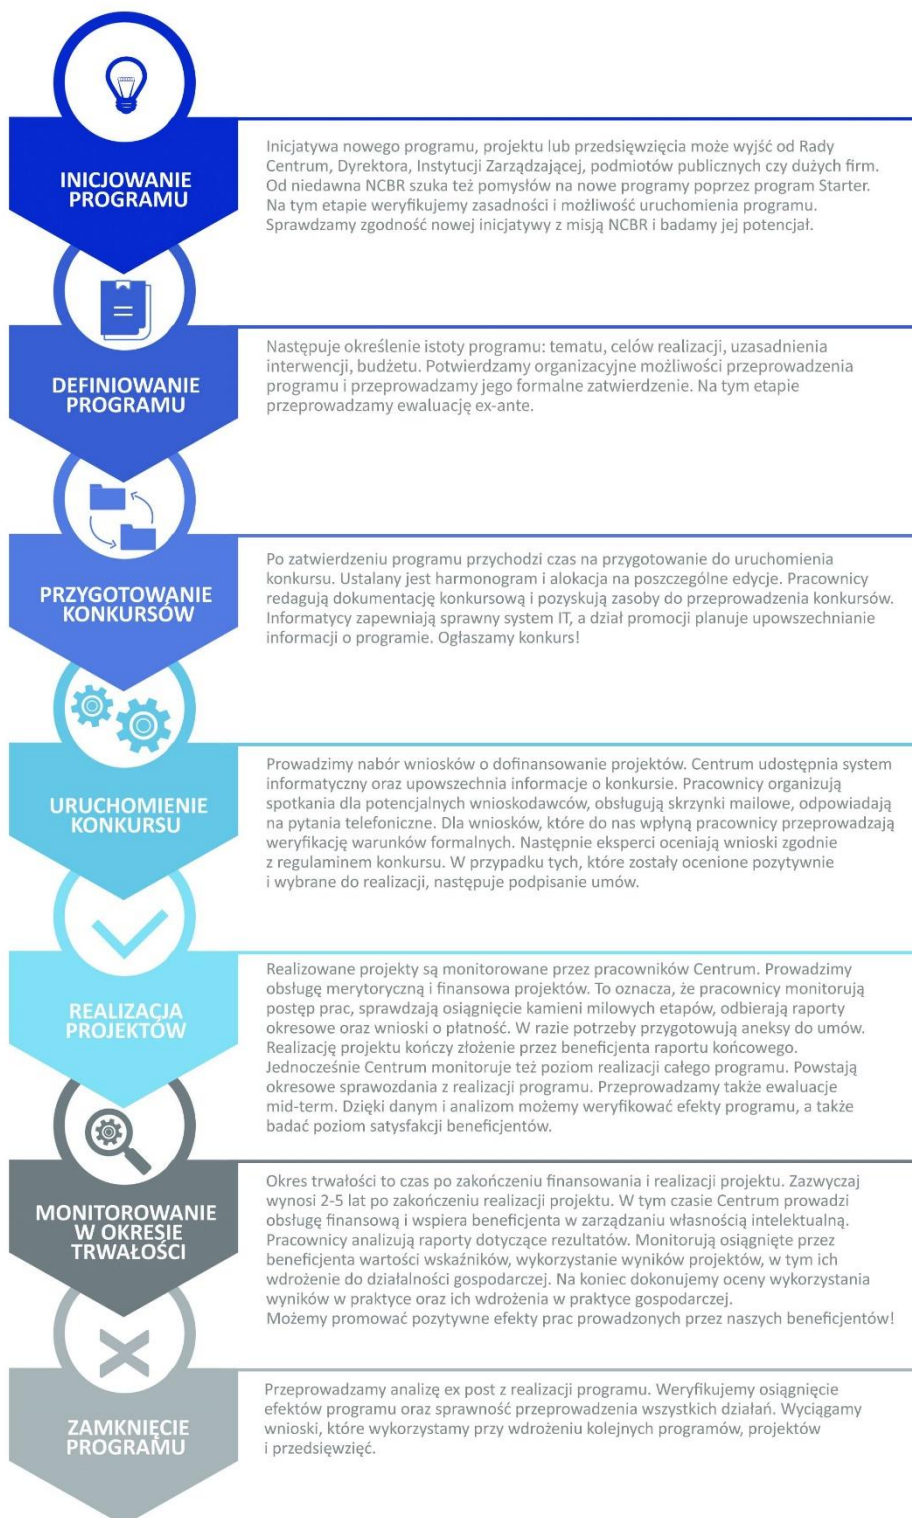 INICJOWANIE
PROGRAMU
Inicjatywa nowego programu, projektu lub przedsięwzięcia może wyjść od Rady
Centrum, Dyrektora, Instytucji Zarządzającej, podmiotów publicznych czy dużych firm.
Od niedawna NCBR szuka też pomysłów na nowe programy poprzez program Starter.
Na tym etapie weryfikujemy zasadności i możliwość uruchomienia programu.
Sprawdzamy zgodność nowej inicjatywy z misją NCBR i badamy jej potencjał.
DEFINIOWANIE
PROGRAMU
Następuje określenie istoty programu: tematu, celów realizacji, uzasadnienia
interwencji, budżetu. Potwierdzamy organizacyjne możliwości przeprowadzenia
programu i przeprowadzamy jego formalne zatwierdzenie. Na tym etapie
przeprowadzamy ewaluację ex-ante.
PRZYGOTOWANIE
KONKURSÓW
Po zatwierdzeniu programu przychodzi czas na przygotowanie do uruchomienia
konkursu. Ustalany jest harmonogram i alokacja na poszczególne edycje. Pracownicy
redagują dokumentację konkursową i pozyskują zasoby do przeprowadzenia konkursów.
Informatycy zapewniają sprawny system IT, a dział promocji planuje upowszechnianie
informacji o programie. Ogłaszamy konkurs!
URUCHOMIENIE
KONKURSU
Prowadzimy nabór wniosków o dofinansowanie projektów. Centrum udostępnia system
informatyczny oraz upowszechnia informacje o konkursie. Pracownicy organizują
spotkania dla potencjalnych wnioskodawców, obsługują skrzynki mailowe, odpowiadają
na pytania telefoniczne. Dla wniosków, które do nas wpłyną pracownicy przeprowadzają
weryfikację warunków formalnych. Następnie eksperci oceniają wnioski zgodnie
z regulaminem konkursu. W przypadku tych, które zostały ocenione pozytywnie
i wybrane do realizacji, następuje podpisanie umów.
REALIZACJA
PROJEKTÓW
Realizowane projekty są monitorowane przez pracowników Centrum. Prowadzimy
obsługę merytoryczną i finansowa projektów. To oznacza, że pracownicy monitorują
postęp prac, sprawdzają osiągnięcie kamieni milowych etapów, odbierają raporty
okresowe oraz wnioski o płatność. W razie potrzeby przygotowują aneksy do umów.
Realizację projektu kończy złożenie przez beneficjenta raportu końcowego.
Jednocześnie Centrum monitoruje też poziom realizacji całego programu. Powstają
okresowe sprawozdania z realizacji programu. Przeprowadzamy także ewaluacje
mid-term. Dzięki danym i analizom możemy weryfikować efekty programu, a także
badać poziom satysfakcji beneficjentów.
MONITOROWANIE
W OKRESIE
TRWAŁOŚCI
Okres trwałości to czas po zakończeniu finansowania i realizacji projektu. Zazwyczaj
wynosi 2-5 lat po zakończeniu realizacji projektu. W tym czasie Centrum prowadzi
obsługę finansową i wspiera beneficjenta w zarządzaniu własnością intelektualną.
Pracownicy analizują raporty dotyczące rezultatów. Monitorują osiągnięte przez
beneficjenta wartości wskaźników, wykorzystanie wyników projektów, w tym ich
wdrożenie do działalności gospodarczej. Na koniec dokonujemy oceny wykorzystania
wyników w praktyce oraz ich wdrożenia w praktyce gospodarczej.
Możemy promować pozytywne efekty prac prowadzonych przez naszych beneficjentów!
ZAMKNIĘCIE
PROGRAMU
Przeprowadzamy analizę ex post z realizacji programu. Weryfikujemy osiągnięcie
efektów programu oraz sprawność przeprowadzenia wszystkich działań. Wyciągamy
wnioski, które wykorzystamy przy wdrożeniu kolejnych programów, projektów
i przedsięwzięć.